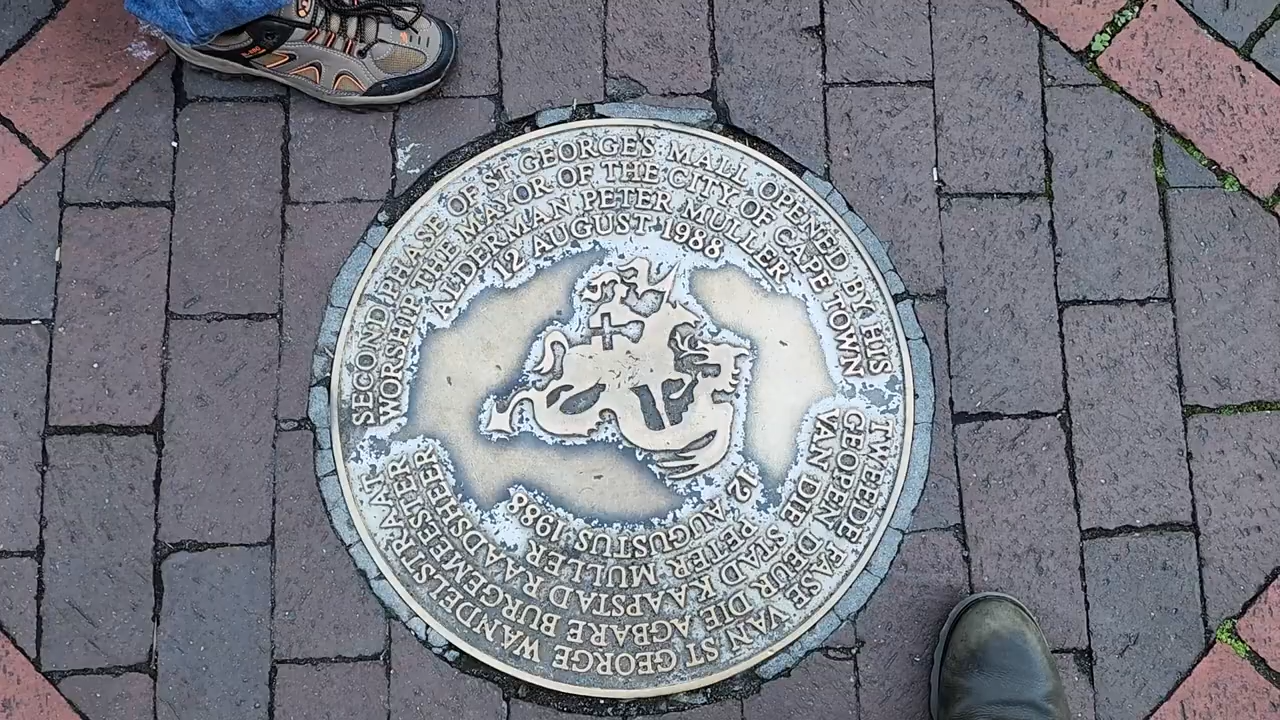 SECOND PHASE OF ST GEORGE'S MALL OPENED BY HIS
WORSHIP THE MAYOR OF THE CITY OF CAPE TOWN
ALDERMAN PETER MULLER
12 AUGUST 1988
TWEEDE FASE VAN ST GEORGE WANDELSTRAAT
GEOPEN DEUR DIE AGBARE BURGEMEESTER
VAN DIE STAD KAAPSTAD RAADSHEER
PETER MULLER
12 AUGUSTUS 1988